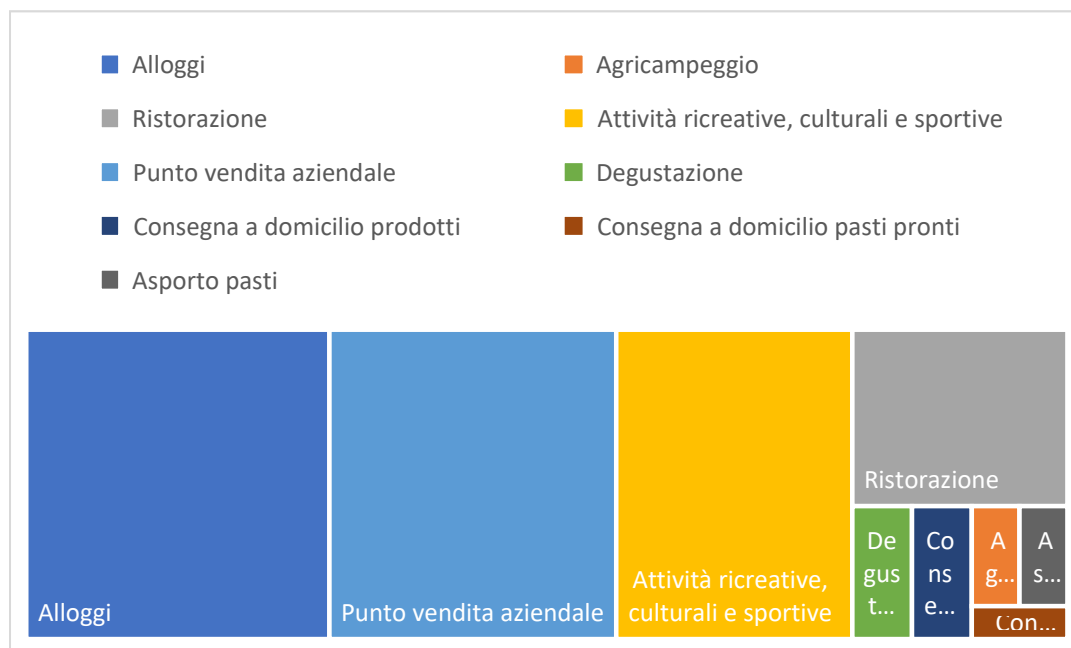 Alloggi
Agricampeggio
Ristorazione
Attività ricreative, culturali e sportive
Punto vendita aziendale
Degustazione
Consegna a domicilio prodotti
Consegna a domicilio pasti pronti
Asporto pasti
Alloggi
Punto vendita aziendale
Attività ricreative,
culturali e sportive
Ristorazione
De
gus
t...
Co
ns
e...
A
g...
A
s...
Con...